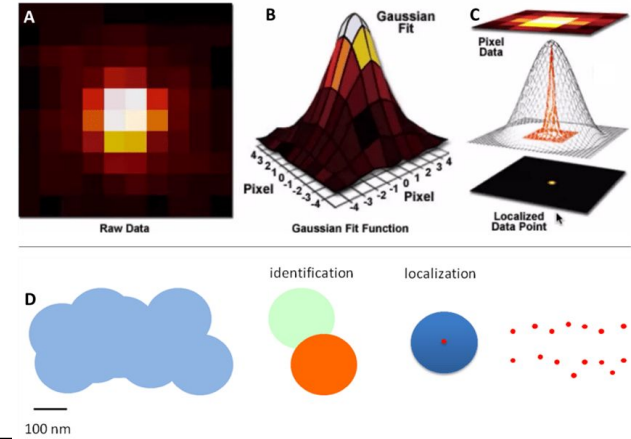 A
Raw Data
B
Gaussian
Fit
4 3 2 1 0 -1 -2 -3 -4
Pixel
-4 -3 -2 -1 0 1 2 3 4
Pixel
Gaussian Fit Function
C
Pixel
Data
Localized
Data Point
D
identification
localization
100 nm